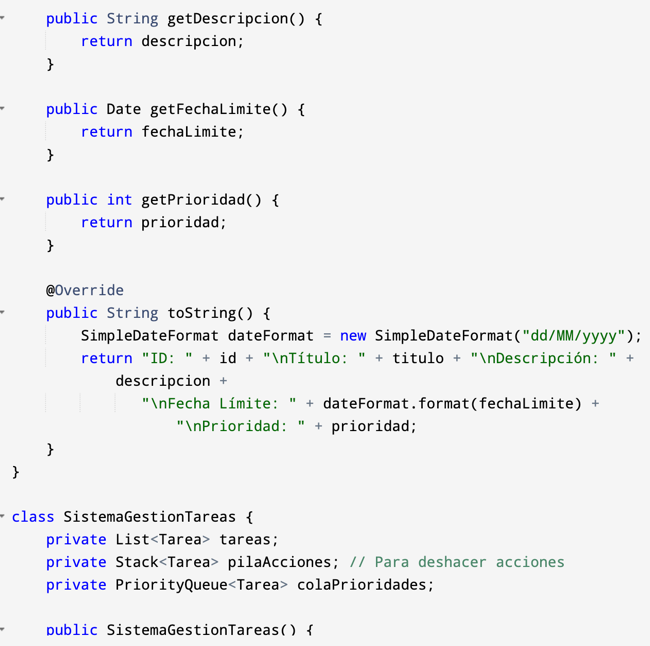 public String getDescripcion() {
return descripcion;
}
public Date getFechaLimite() {
return fechaLimite;
}
public int getPrioridad() {
return prioridad;
}
@Override
public String toString() {
SimpleDateFormat dateFormat = new SimpleDateFormat("dd/MM/yyyy");
return "ID: " + id + "\nTítulo: " + titulo + "\nDescripción: " +
descripcion +
"\nFecha Límite: " + dateFormat.format(fechaLimite) +
"\nPrioridad: " + prioridad;
}
}
class SistemaGestionTareas {
private List<Tarea> tareas;
private Stack<Tarea> pilaAcciones; // Para deshacer acciones
private PriorityQueue<Tarea> colaPrioridades;
public SistemaGestionTareas() {